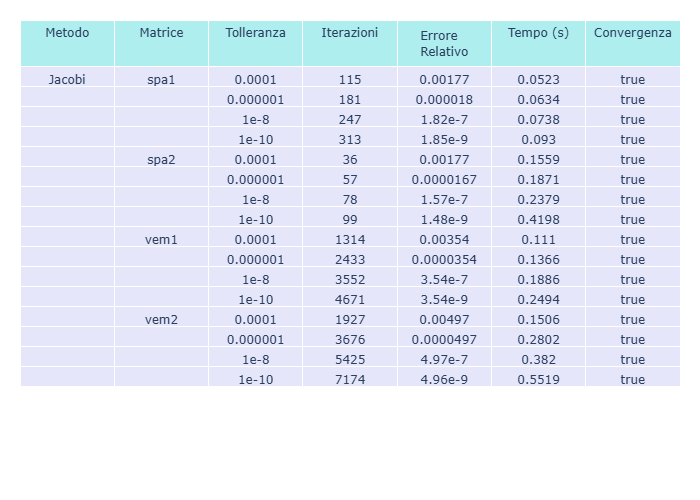 Metodo Matrice Tolleranza Iterazioni Errore Relativo Tempo (s) Convergenza
Jacobi spa1 0.0001 115 0.00177 0.0523 true
0.000001 181 0.000018 0.0634 true
1e-8 247 1.82e-7 0.0738 true
1e-10 313 1.85e-9 0.093 true
spa2 0.0001 36 0.00177 0.1559 true
0.000001 57 0.0000167 0.1871 true
1e-8 78 1.57e-7 0.2379 true
1e-10 99 1.48e-9 0.4198 true
vem1 0.0001 1314 0.00354 0.111 true
0.000001 2433 0.0000354 0.1366 true
1e-8 3552 3.54e-7 0.1886 true
1e-10 4671 3.54e-9 0.2494 true
vem2 0.0001 1927 0.00497 0.1506 true
0.000001 3676 0.0000497 0.2802 true
1e-8 5425 4.97e-7 0.382 true
1e-10 7174 4.96e-9 0.5519 true